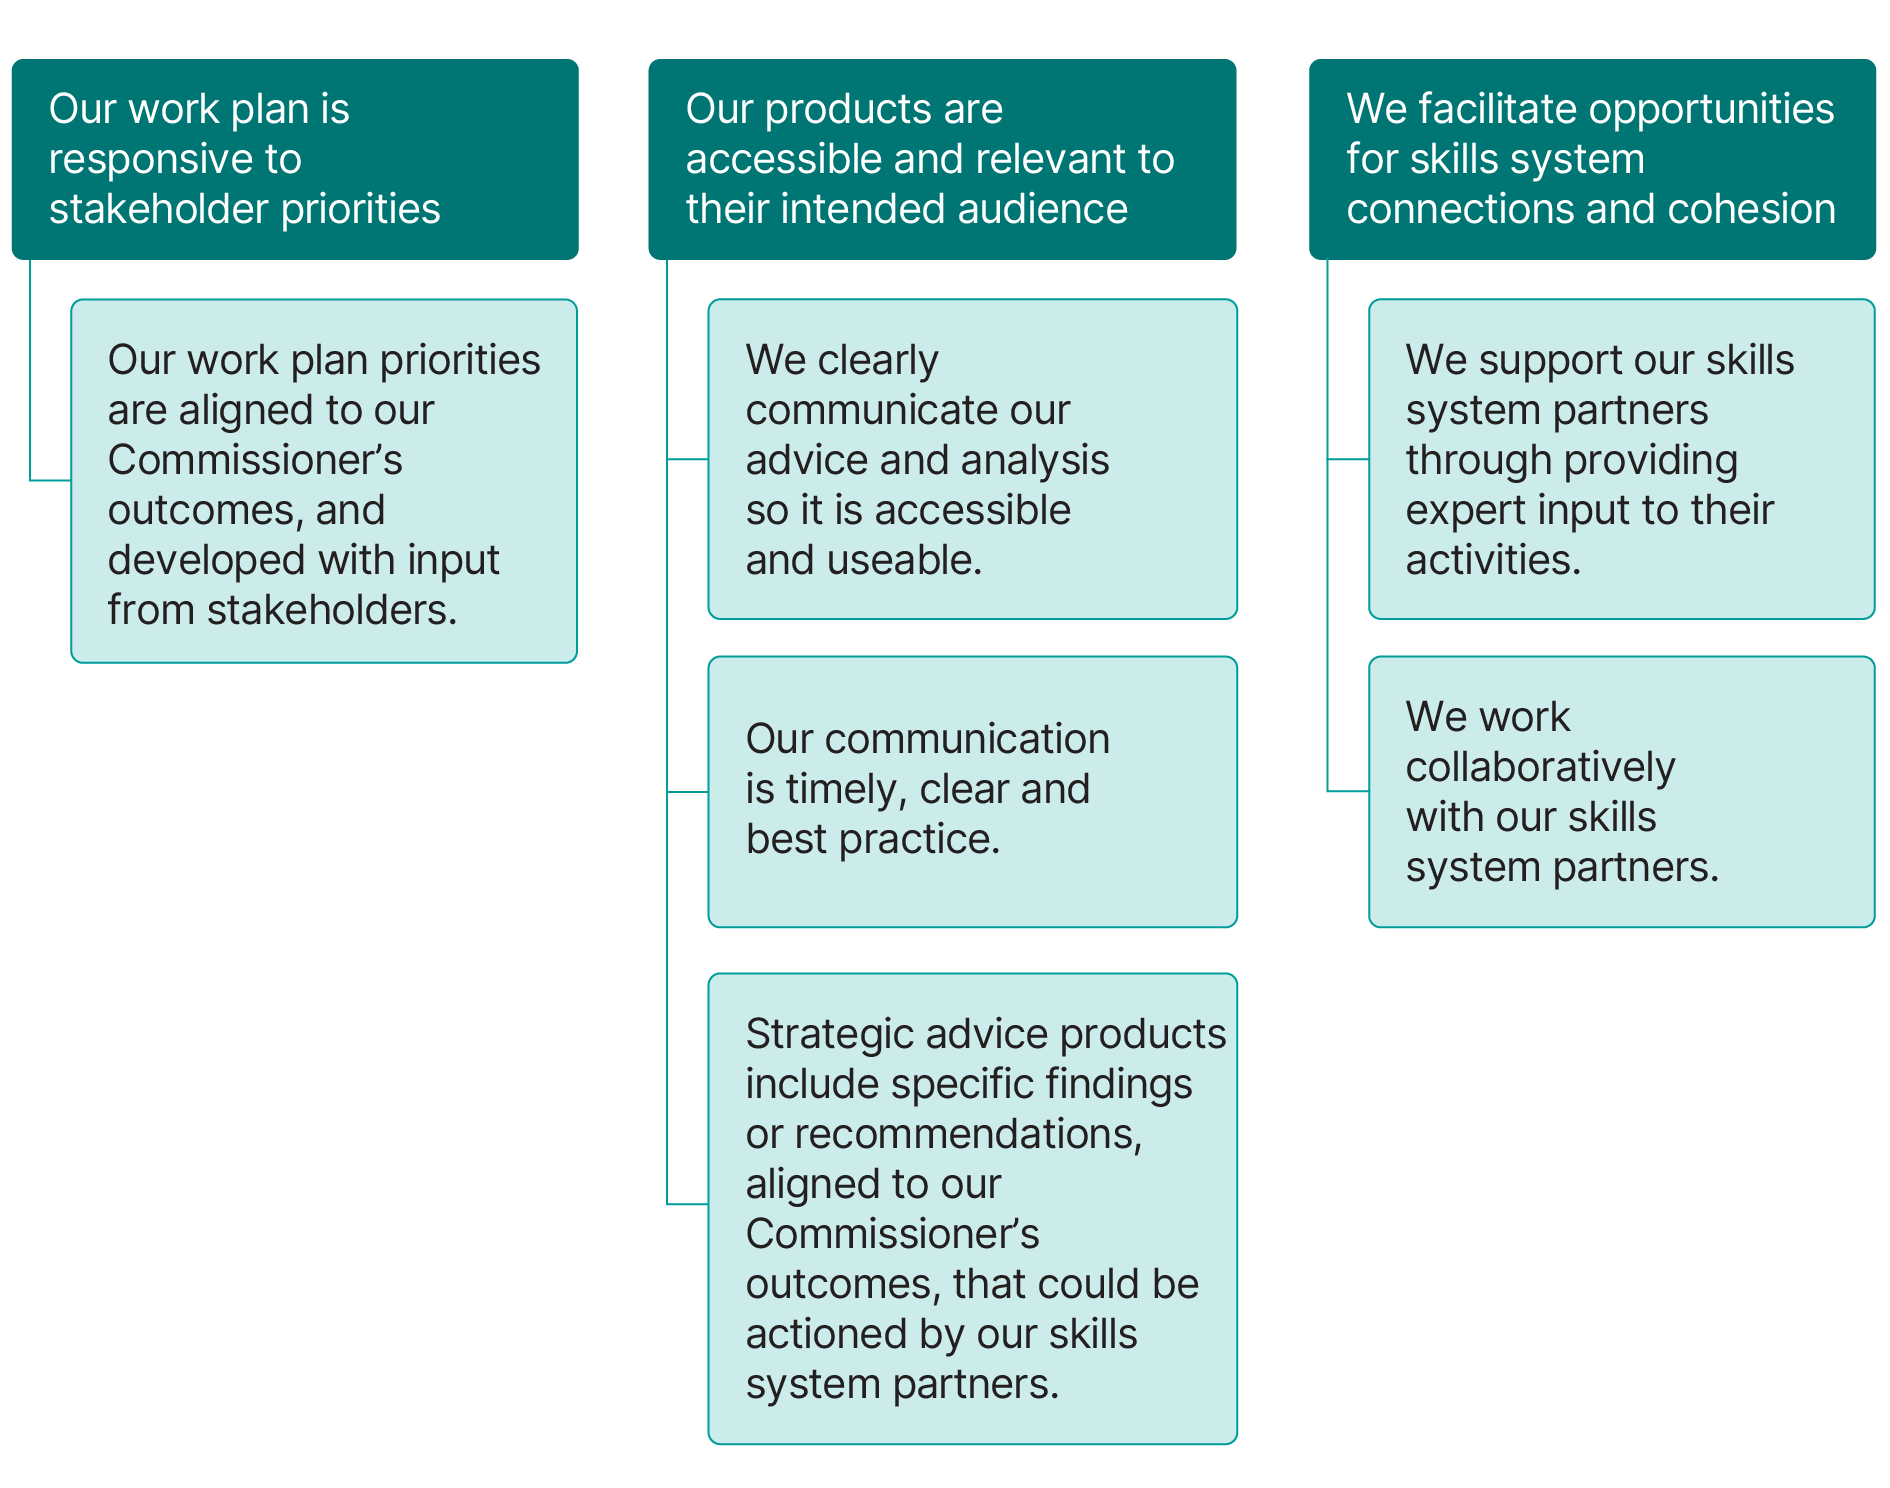 Our work plan is
responsive to
stakeholder priorities
Our work plan priorities
are aligned to our
Commissioner’s
outcomes, and
developed with input
from stakeholders.
Our products are
accessible and relevant to
their intended audience
We clearly
communicate our
advice and analysis
so it is accessible
and useable.
Our communication
is timely, clear and
best practice.
Strategic advice products
include specific findings
or recommendations,
aligned to our
Commissioner’s
outcomes, that could be
actioned by our skills
system partners.
We facilitate opportunities
for skills system
connections and cohesion
We support our skills
system partners
through providing
expert input to their
activities.
We work
collaboratively
with our skills
system partners.